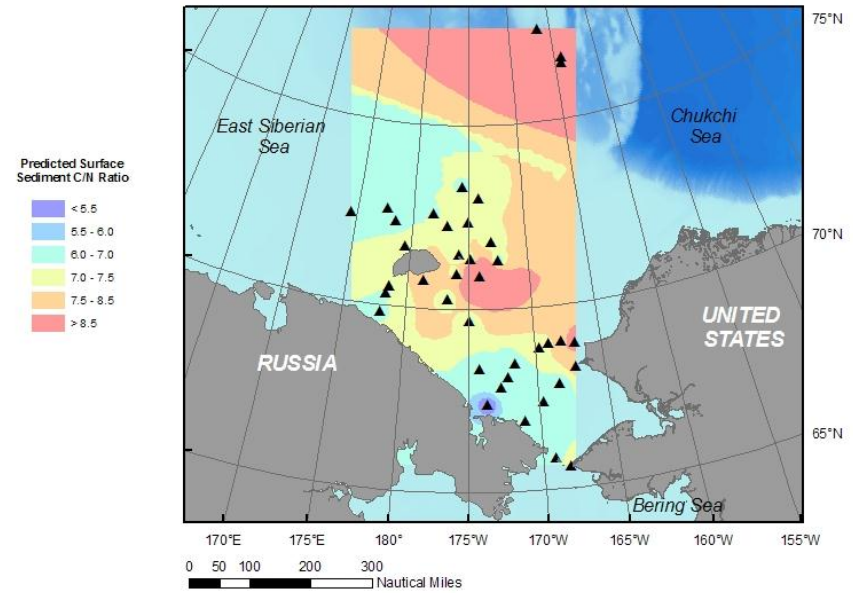 75°N
East Siberian
Sea
Chukchi
Sea
Predicted Surface
Sediment C/N Ratio
< 5.5
5.5 - 6.0
6.0 - 7.0
7.0 - 7.5
7.5 - 8.5
> 8.5
70°N
UNITED
STATES
RUSSIA
65°N
Bering Sea
170°E 175°E 180° 175°W 170°W 165°W 160°W 155°W
0 50 100 200 300
Nautical Miles